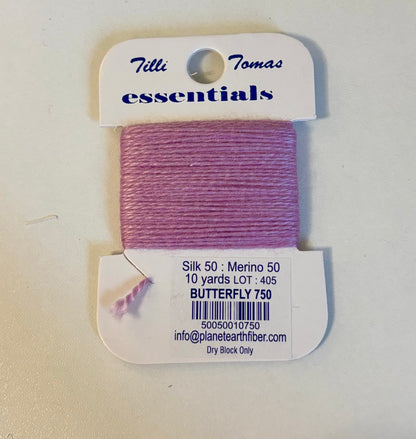 Tilli Tomas
essentials
Silk 50 : Merino 50
10 yards LOT : 405
BUTTERFLY 750
50050010750
info@planetearthfiber.com
Dry Block Only